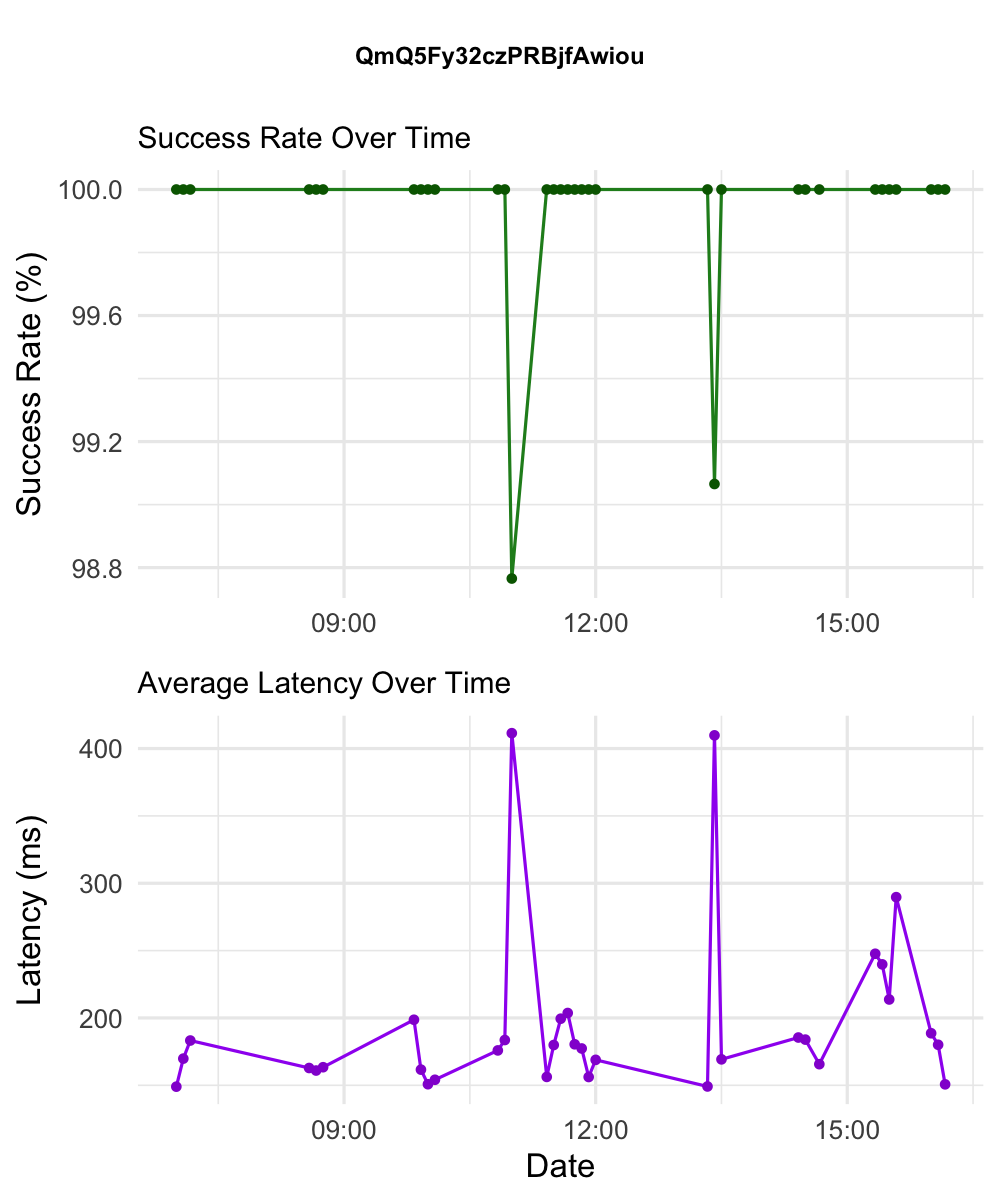 QmQ5Fy32czPRBjfAwiou
Success Rate Over Time
Success Rate (%)
100.0
99.6
99.2
98.8
09:00 12:00 15:00
Average Latency Over Time
Latency (ms)
400
300
200
09:00 12:00 15:00
Date